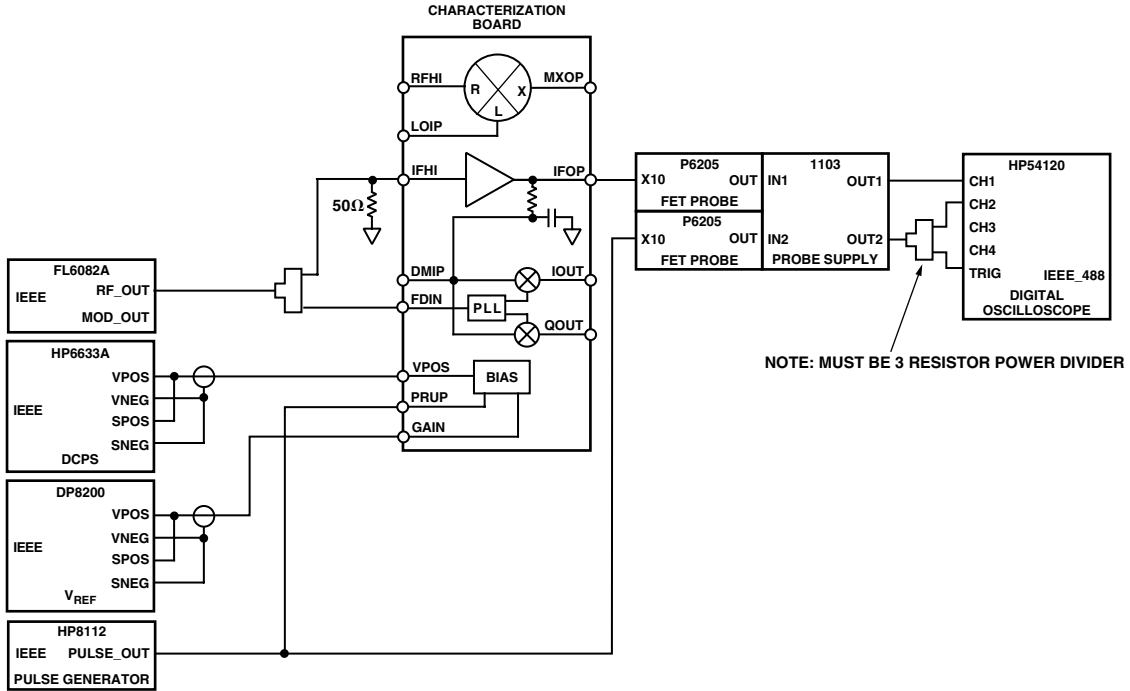 CHARACTERIZATION
BOARD
RFHI
R
X
L
MXOP
LOIP
IFHI
IFOP
50Ω
DMIP
IOUT
FDIN
PLL
QOUT
VPOS
BIAS
PRUP
GAIN
P6205
X10
OUT
FET PROBE
P6205
X10
OUT
FET PROBE
1103
IN1
OUT1
IN2
OUT2
PROBE SUPPLY
HP54120
CH1
CH2
CH3
CH4
TRIG
IEEE_488
DIGITAL
OSCILLOSCOPE
NOTE: MUST BE 3 RESISTOR POWER DIVIDER
FL6082A
IEEE
RF_OUT
MOD_OUT
HP6633A
VPOS
VNEG
IEEE
SPOS
SNEG
DCPS
DP8200
VPOS
VNEG
IEEE
SPOS
SNEG
VREF
HP8112
IEEE
PULSE_OUT
PULSE GENERATOR